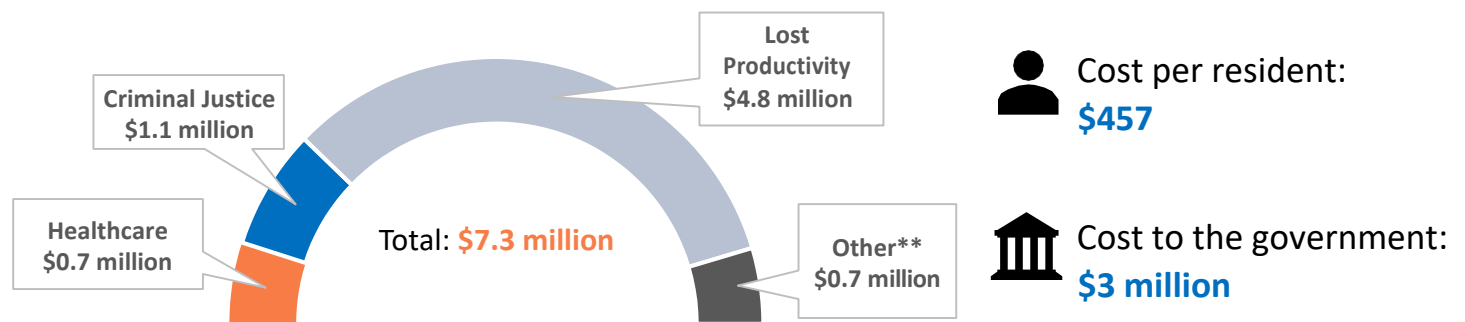 Lost
Productivity
$4.8 million
Criminal Justice
$1.1 million
Healthcare
$0.7 million
Total: $7.3 million
Other**
$0.7 million
Cost per resident:
$457
Cost to the government:
$3 million